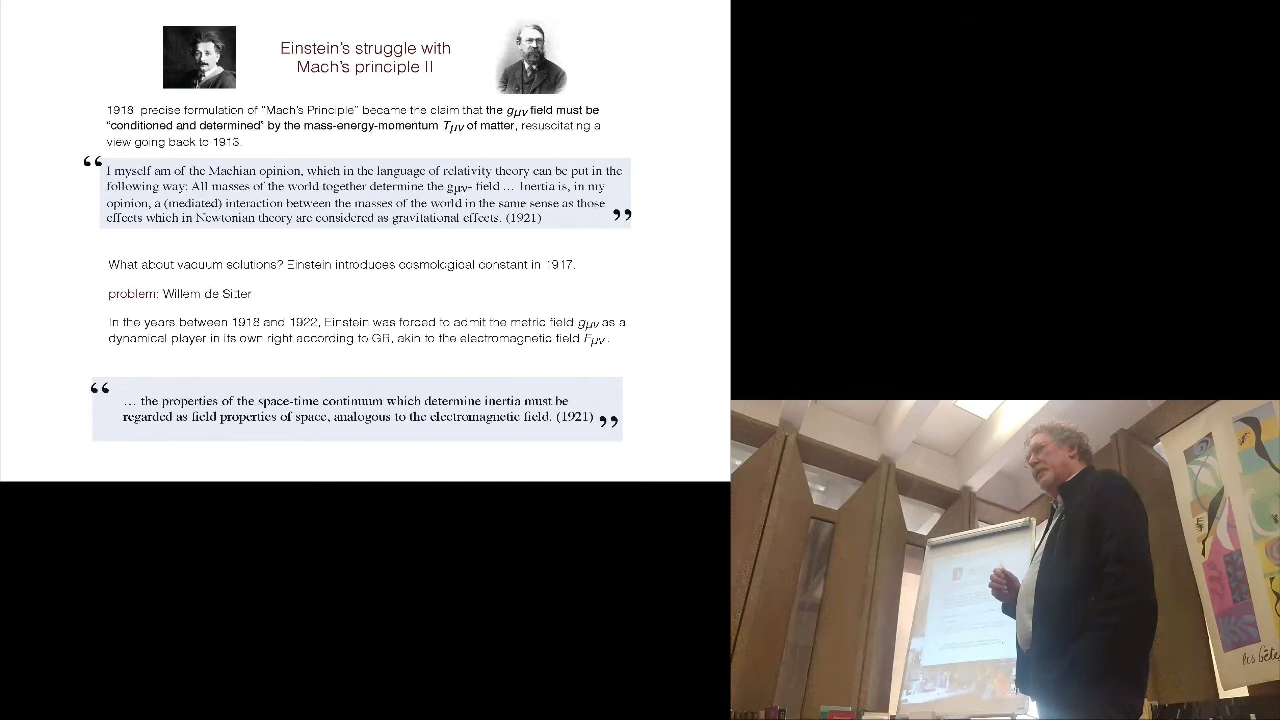 Einstein's struggle with
Mach's principle II
1918 precise formulation of "Mach's Principle" became the claim that the gμν field must be
"conditioned and determined" by the mass-energy-momentum Tμν of matter, resuscitating a
view going back to 1913.
“ I myself am of the Machian opinion, which in the language of relativity theory can be put in the
following way: All masses of the world together determine the gμν- field … Inertia is, in my
opinion, a (mediated) interaction between the masses of the world in the same sense as those
effects which in Newtonian theory are considered as gravitational effects. (1921) ”
What about vacuum solutions? Einstein introduces cosmological constant in 1917.
problem: Willem de Sitter
In the years between 1918 and 1922, Einstein was forced to admit the metric field gμν as a
dynamical player in its own right according to GR, akin to the electromagnetic field Fμν.
“ … the properties of the space-time continuum which determine inertia must be
regarded as field properties of space, analogous to the electromagnetic field. (1921) ”
les bête